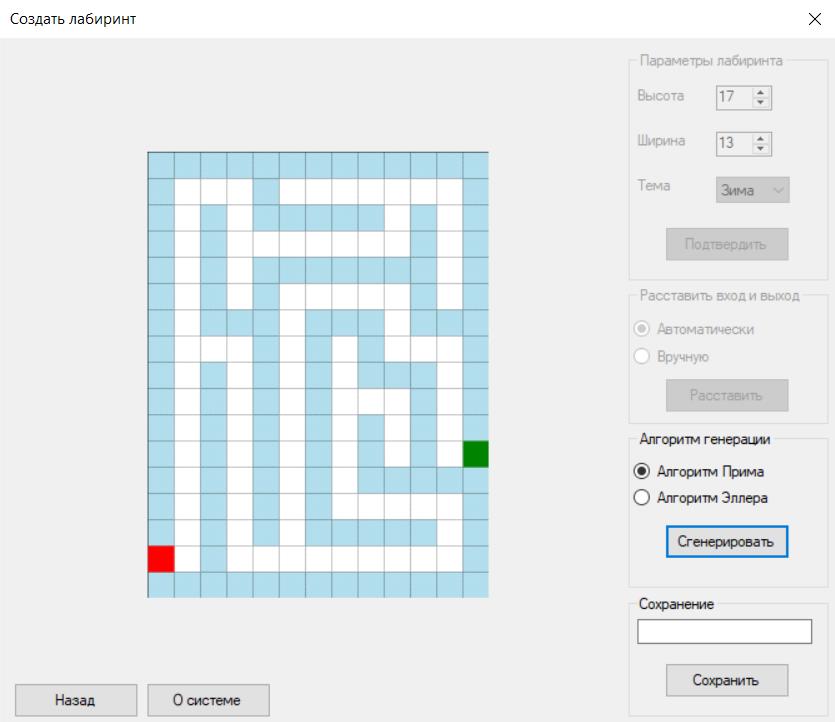 Создать лабиринт
Параметры лабиринта
Высота 17
Ширина 13
Тема Зима
Подтвердить
Расставить вход и выход
Автоматически
Вручную
Расставить
Алгоритм генерации
Алгоритм Прима
Алгоритм Эллера
Сгенерировать
Сохранение
Сохранить
Назад
О системе